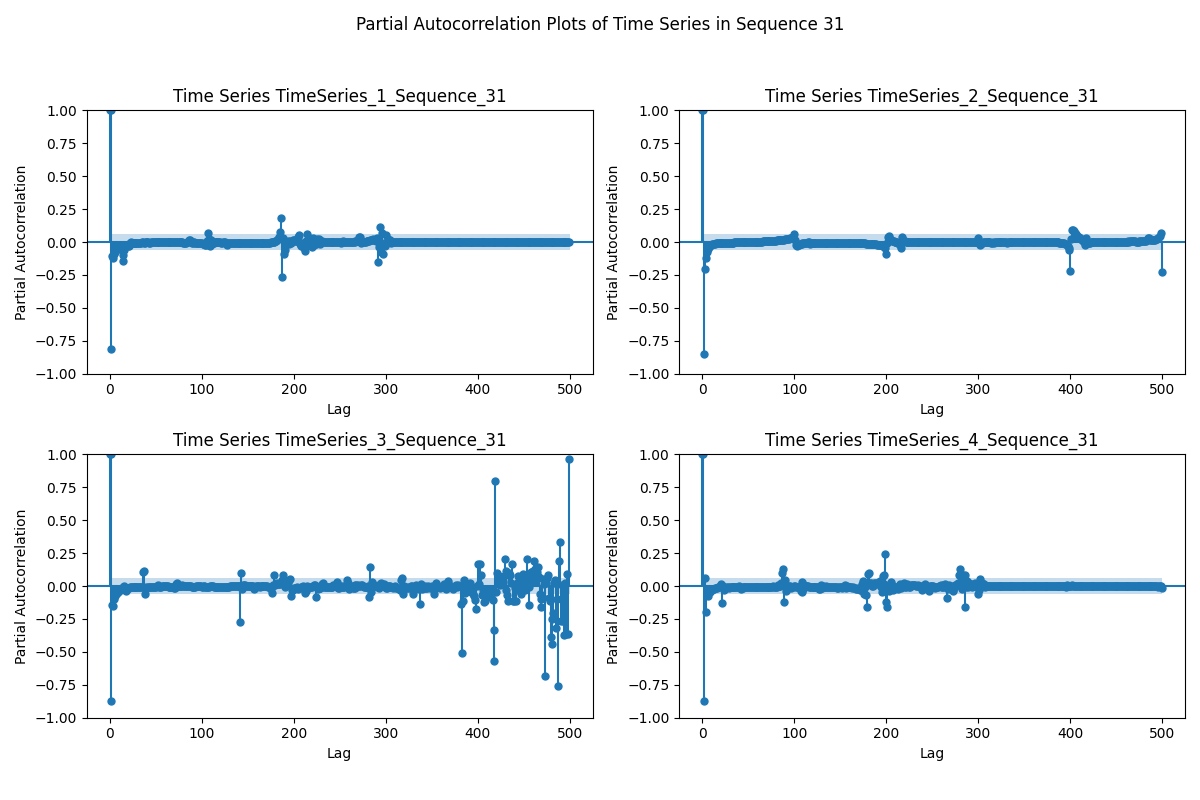 Partial Autocorrelation Plots of Time Series in Sequence 31
Time Series TimeSeries_1_Sequence_31
Partial Autocorrelation
1.00
0.75
0.50
0.25
0.00
−0.25
−0.50
−0.75
−1.00
0 100 200 300 400 500
Lag
Time Series TimeSeries_2_Sequence_31
Partial Autocorrelation
1.00
0.75
0.50
0.25
0.00
−0.25
−0.50
−0.75
−1.00
0 100 200 300 400 500
Lag
Time Series TimeSeries_3_Sequence_31
Partial Autocorrelation
1.00
0.75
0.50
0.25
0.00
−0.25
−0.50
−0.75
−1.00
0 100 200 300 400 500
Lag
Time Series TimeSeries_4_Sequence_31
Partial Autocorrelation
1.00
0.75
0.50
0.25
0.00
−0.25
−0.50
−0.75
−1.00
0 100 200 300 400 500
Lag